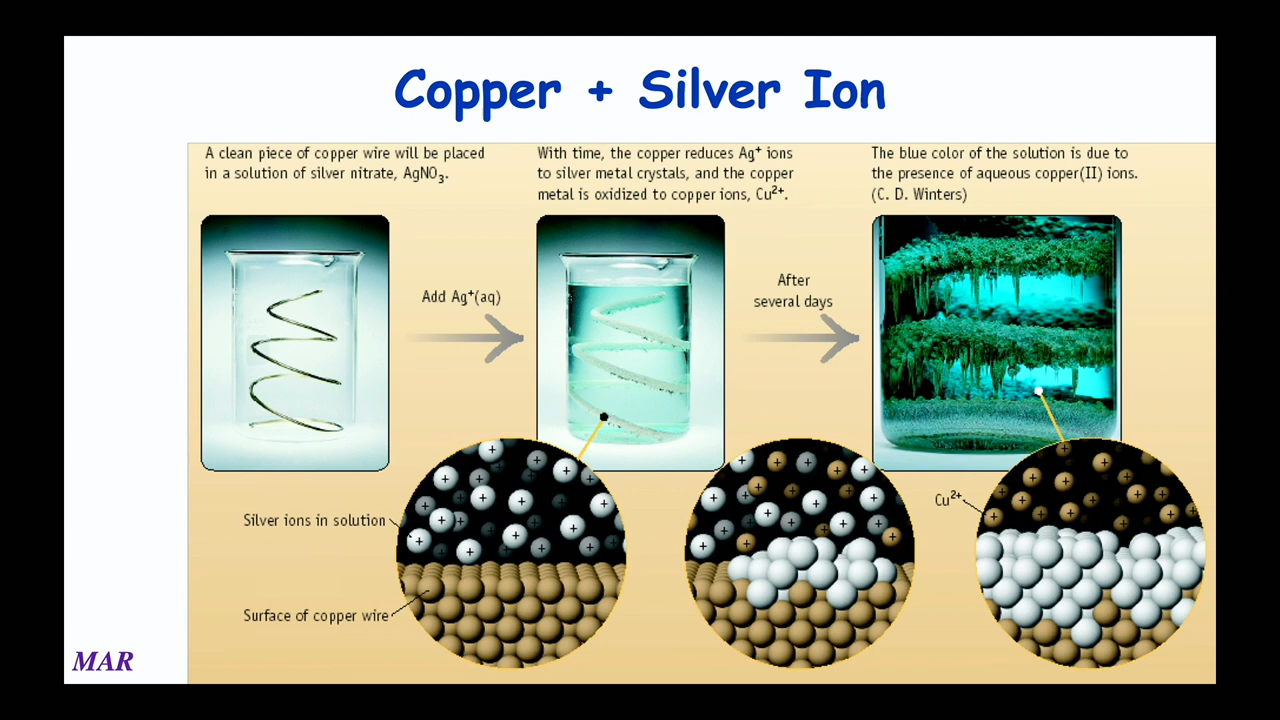 Copper + Silver Ion
A clean piece of copper wire will be placed
in a solution of silver nitrate, AgNO₃.
With time, the copper reduces Ag⁺ ions
to silver metal crystals, and the copper
metal is oxidized to copper ions, Cu²⁺.
The blue color of the solution is due to
the presence of aqueous copper(II) ions.
(C. D. Winters)
Add Ag⁺(aq)
After
several days
Silver ions in solution
Surface of copper wire
Cu²⁺
MAR